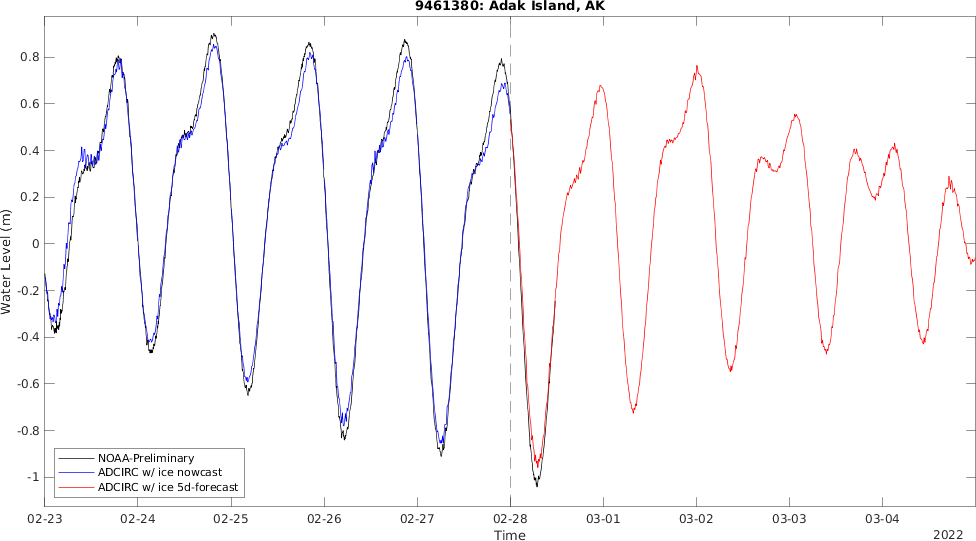 9461380: Adak Island, AK
Water Level (m)
0.8
0.6
0.4
0.2
0
-0.2
-0.4
-0.6
-0.8
-1
NOAA-Preliminary
ADCIRC w/ ice nowcast
ADCIRC w/ ice 5d-forecast
02-23 02-24 02-25 02-26 02-27 02-28 03-01 03-02 03-03 03-04
Time
2022